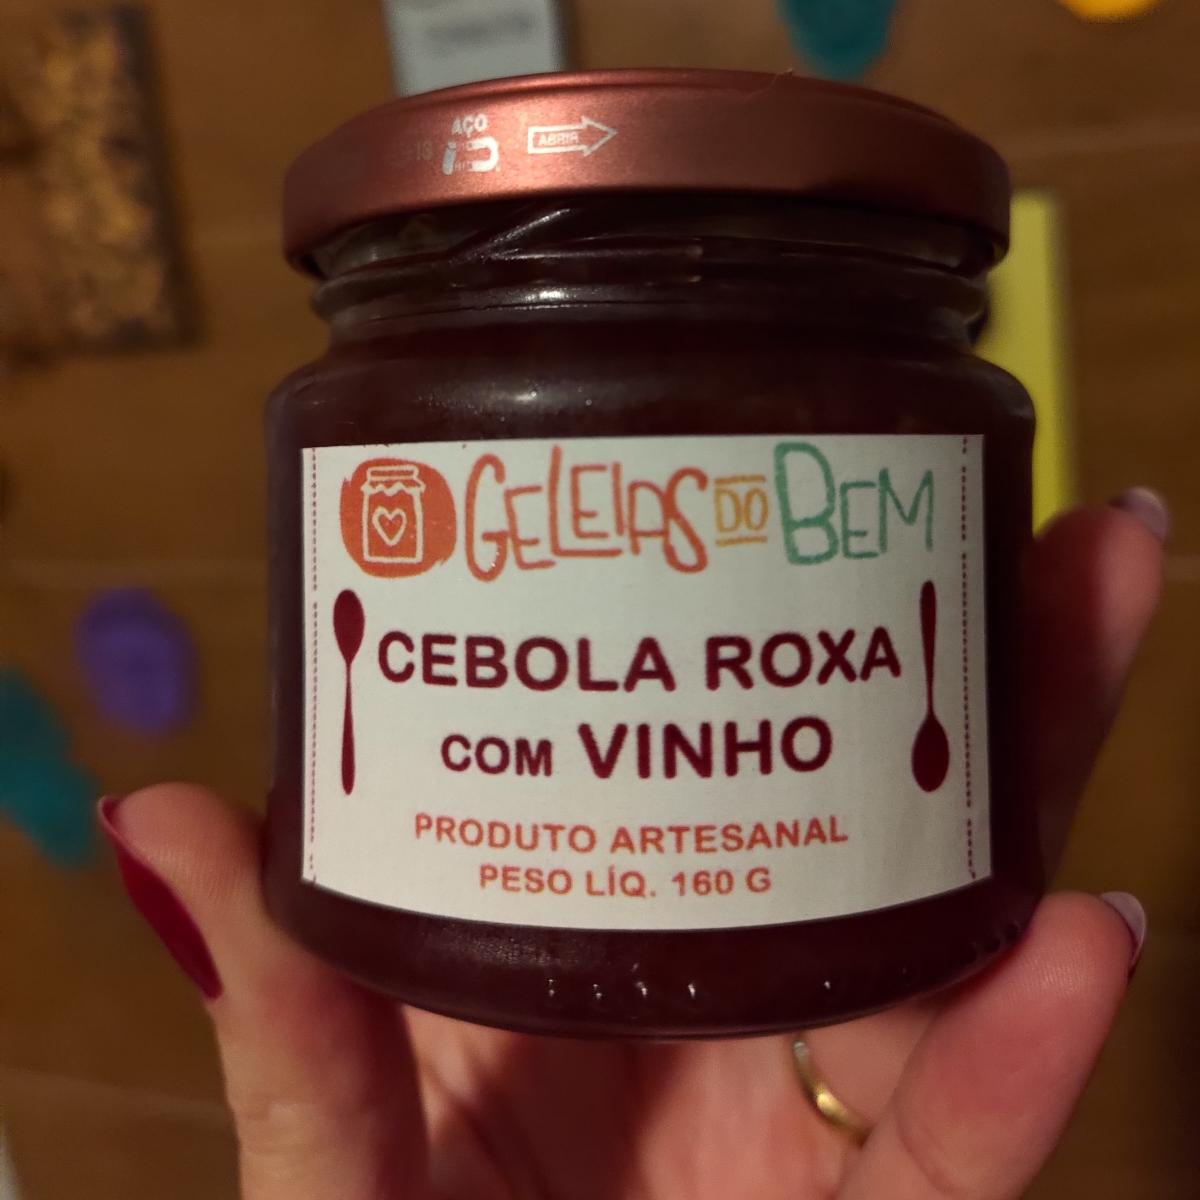 AÇO
ABRIR
GELEIAS DO BEM
CEBOLA ROXA
COM VINHO
PRODUTO ARTESANAL
PESO LÍQ. 160 G